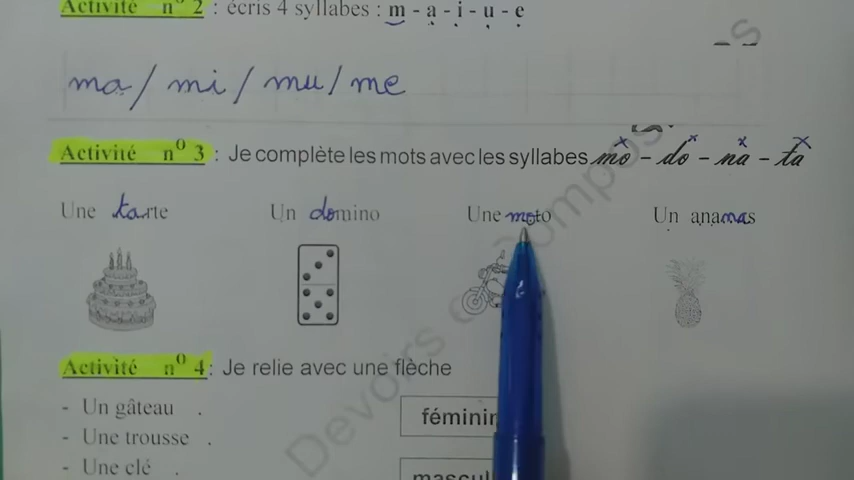 Activité n° 2 : écris 4 syllabes : m - a - i - u - e
ma / mi / mu / me
Activité n° 3 : Je complète les mots avec les syllabes mo - do - na - ta
Une tarte Un domino Une moto Un ananas
Activité n° 4 : Je relie avec une flèche
- Un gâteau .
- Une trousse .
- Une clé .
Devoirs